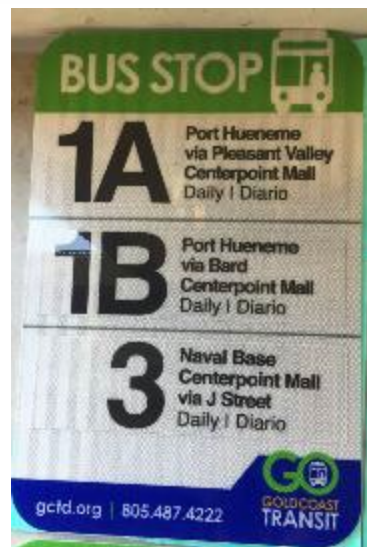 BUS STOP
1A
Port Hueneme
via Pleasant Valley
Centerpoint Mall
Daily | Diario
1B
Port Hueneme
via Bard
Centerpoint Mall
Daily | Diario
3
Naval Base
Centerpoint Mall
via J Street
Daily | Diario
gctd.org | 805.487.4222
GO
GOLD COAST
TRANSIT